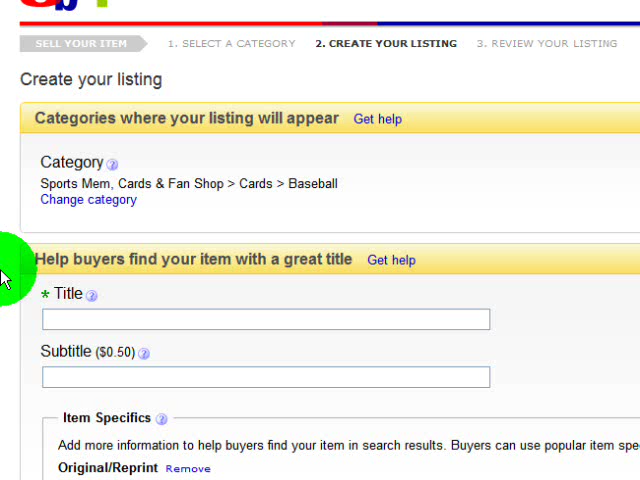 SELL YOUR ITEM 1. SELECT A CATEGORY 2. CREATE YOUR LISTING 3. REVIEW YOUR LISTING
Create your listing
Categories where your listing will appear Get help
Category ?
Sports Mem, Cards & Fan Shop > Cards > Baseball
Change category
Help buyers find your item with a great title Get help
* Title ?
Subtitle ($0.50) ?
Item Specifics ?
Add more information to help buyers find your item in search results. Buyers can use popular item spe
Original/Reprint Remove